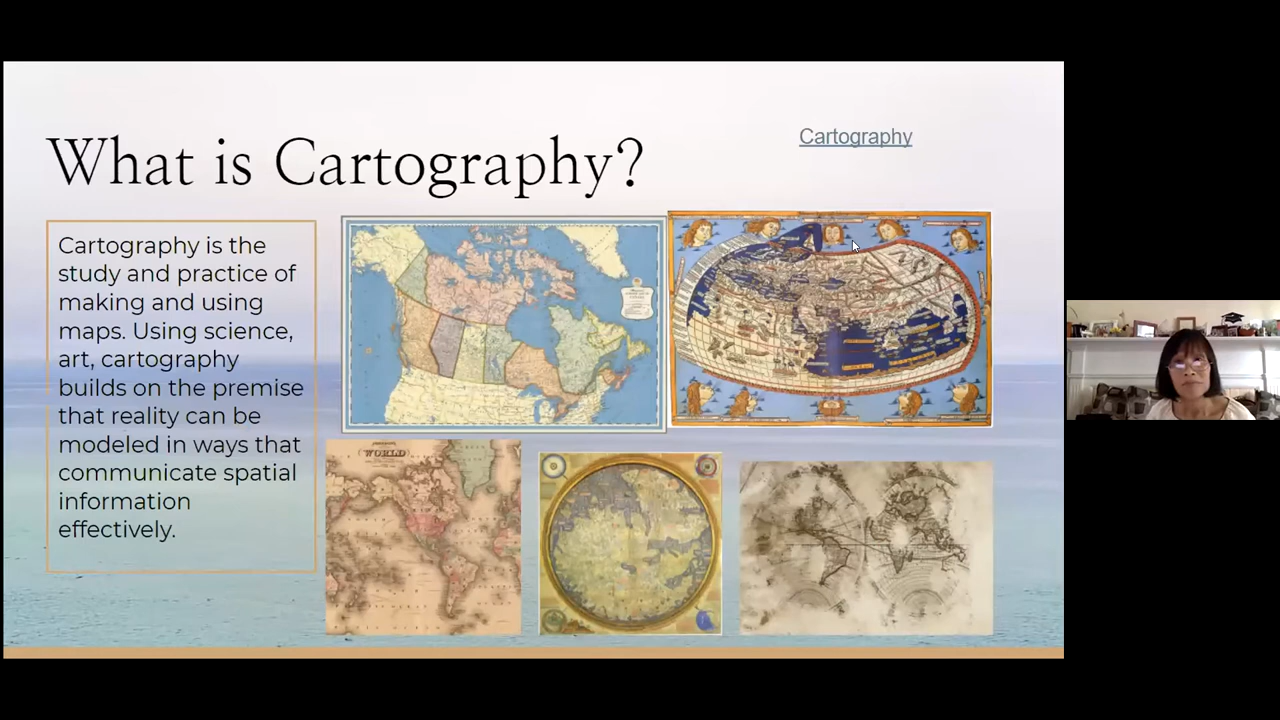 What is Cartography?
Cartography
Cartography is the
study and practice of
making and using
maps. Using science,
art, cartography
builds on the premise
that reality can be
modeled in ways that
communicate spatial
information
effectively.
WORLD